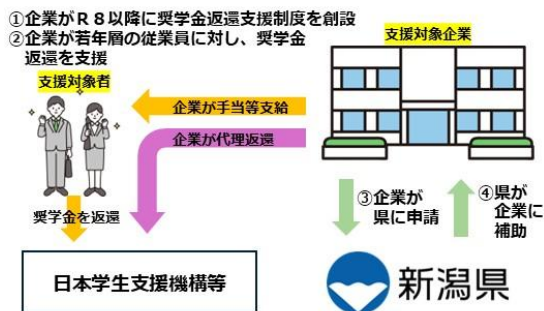 ①企業がR8以降に奨学金返還支援制度を創設
②企業が若年層の従業員に対し、奨学金
返還を支援
支援対象企業
支援対象者
企業が手当等支給
企業が代理返還
③企業が
県に申請
④県が
企業に
補助
奨学金を返還
日本学生支援機構等
新潟県